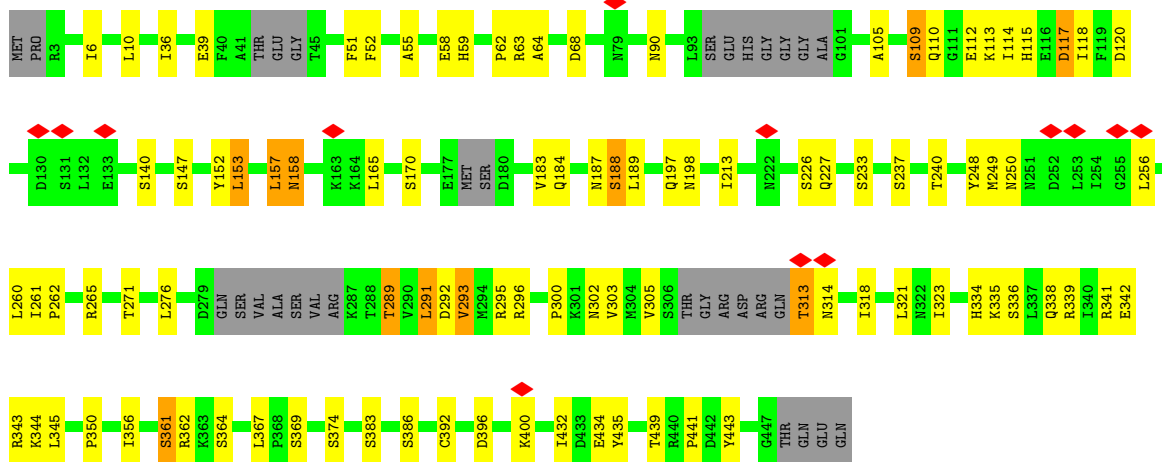 MET PRO R3 I6 L10 I36 E39 F40 A41 THR GLU GLY T45 F51 F52 A55 E58 H59 P62 R63 A64 D68 N79 N90 L93 SER GLU HIS GLY GLY GLY ALA G101 A105 S109 Q110 G111 E112 K113 I114 H115 E116 D117 I118 F119 D120
D130 S131 L132 E133 S140 S147 Y152 L153 L157 N158 K163 K164 L165 S170 E177 MET SER D180 V183 Q184 N187 S188 L189 Q197 N198 I213 N222 S226 Q227 S233 S237 T240 Y248 M249 N250 N251 D252 L253 I254 G255 L256
L260 I261 P262 R265 T271 L276 D279 GLN SER VAL ALA SER VAL ARG K287 T288 T289 V290 L291 D292 V293 M294 R295 R296 P300 K301 N302 V303 M304 V305 S306 THR GLY ARG ASP ARG GLN T313 N314 I318 L321 N322 I323 H334 K335 S336 L337 Q338 R339 I340 R341 E342
R343 K344 L345 P350 I356 S361 R362 K363 S364 L367 P368 S369 S374 S383 S386 C392 D396 K400 I432 D433 E434 Y435 T439 R440 P441 D442 Y443 G447 THR GLN GLU GLN